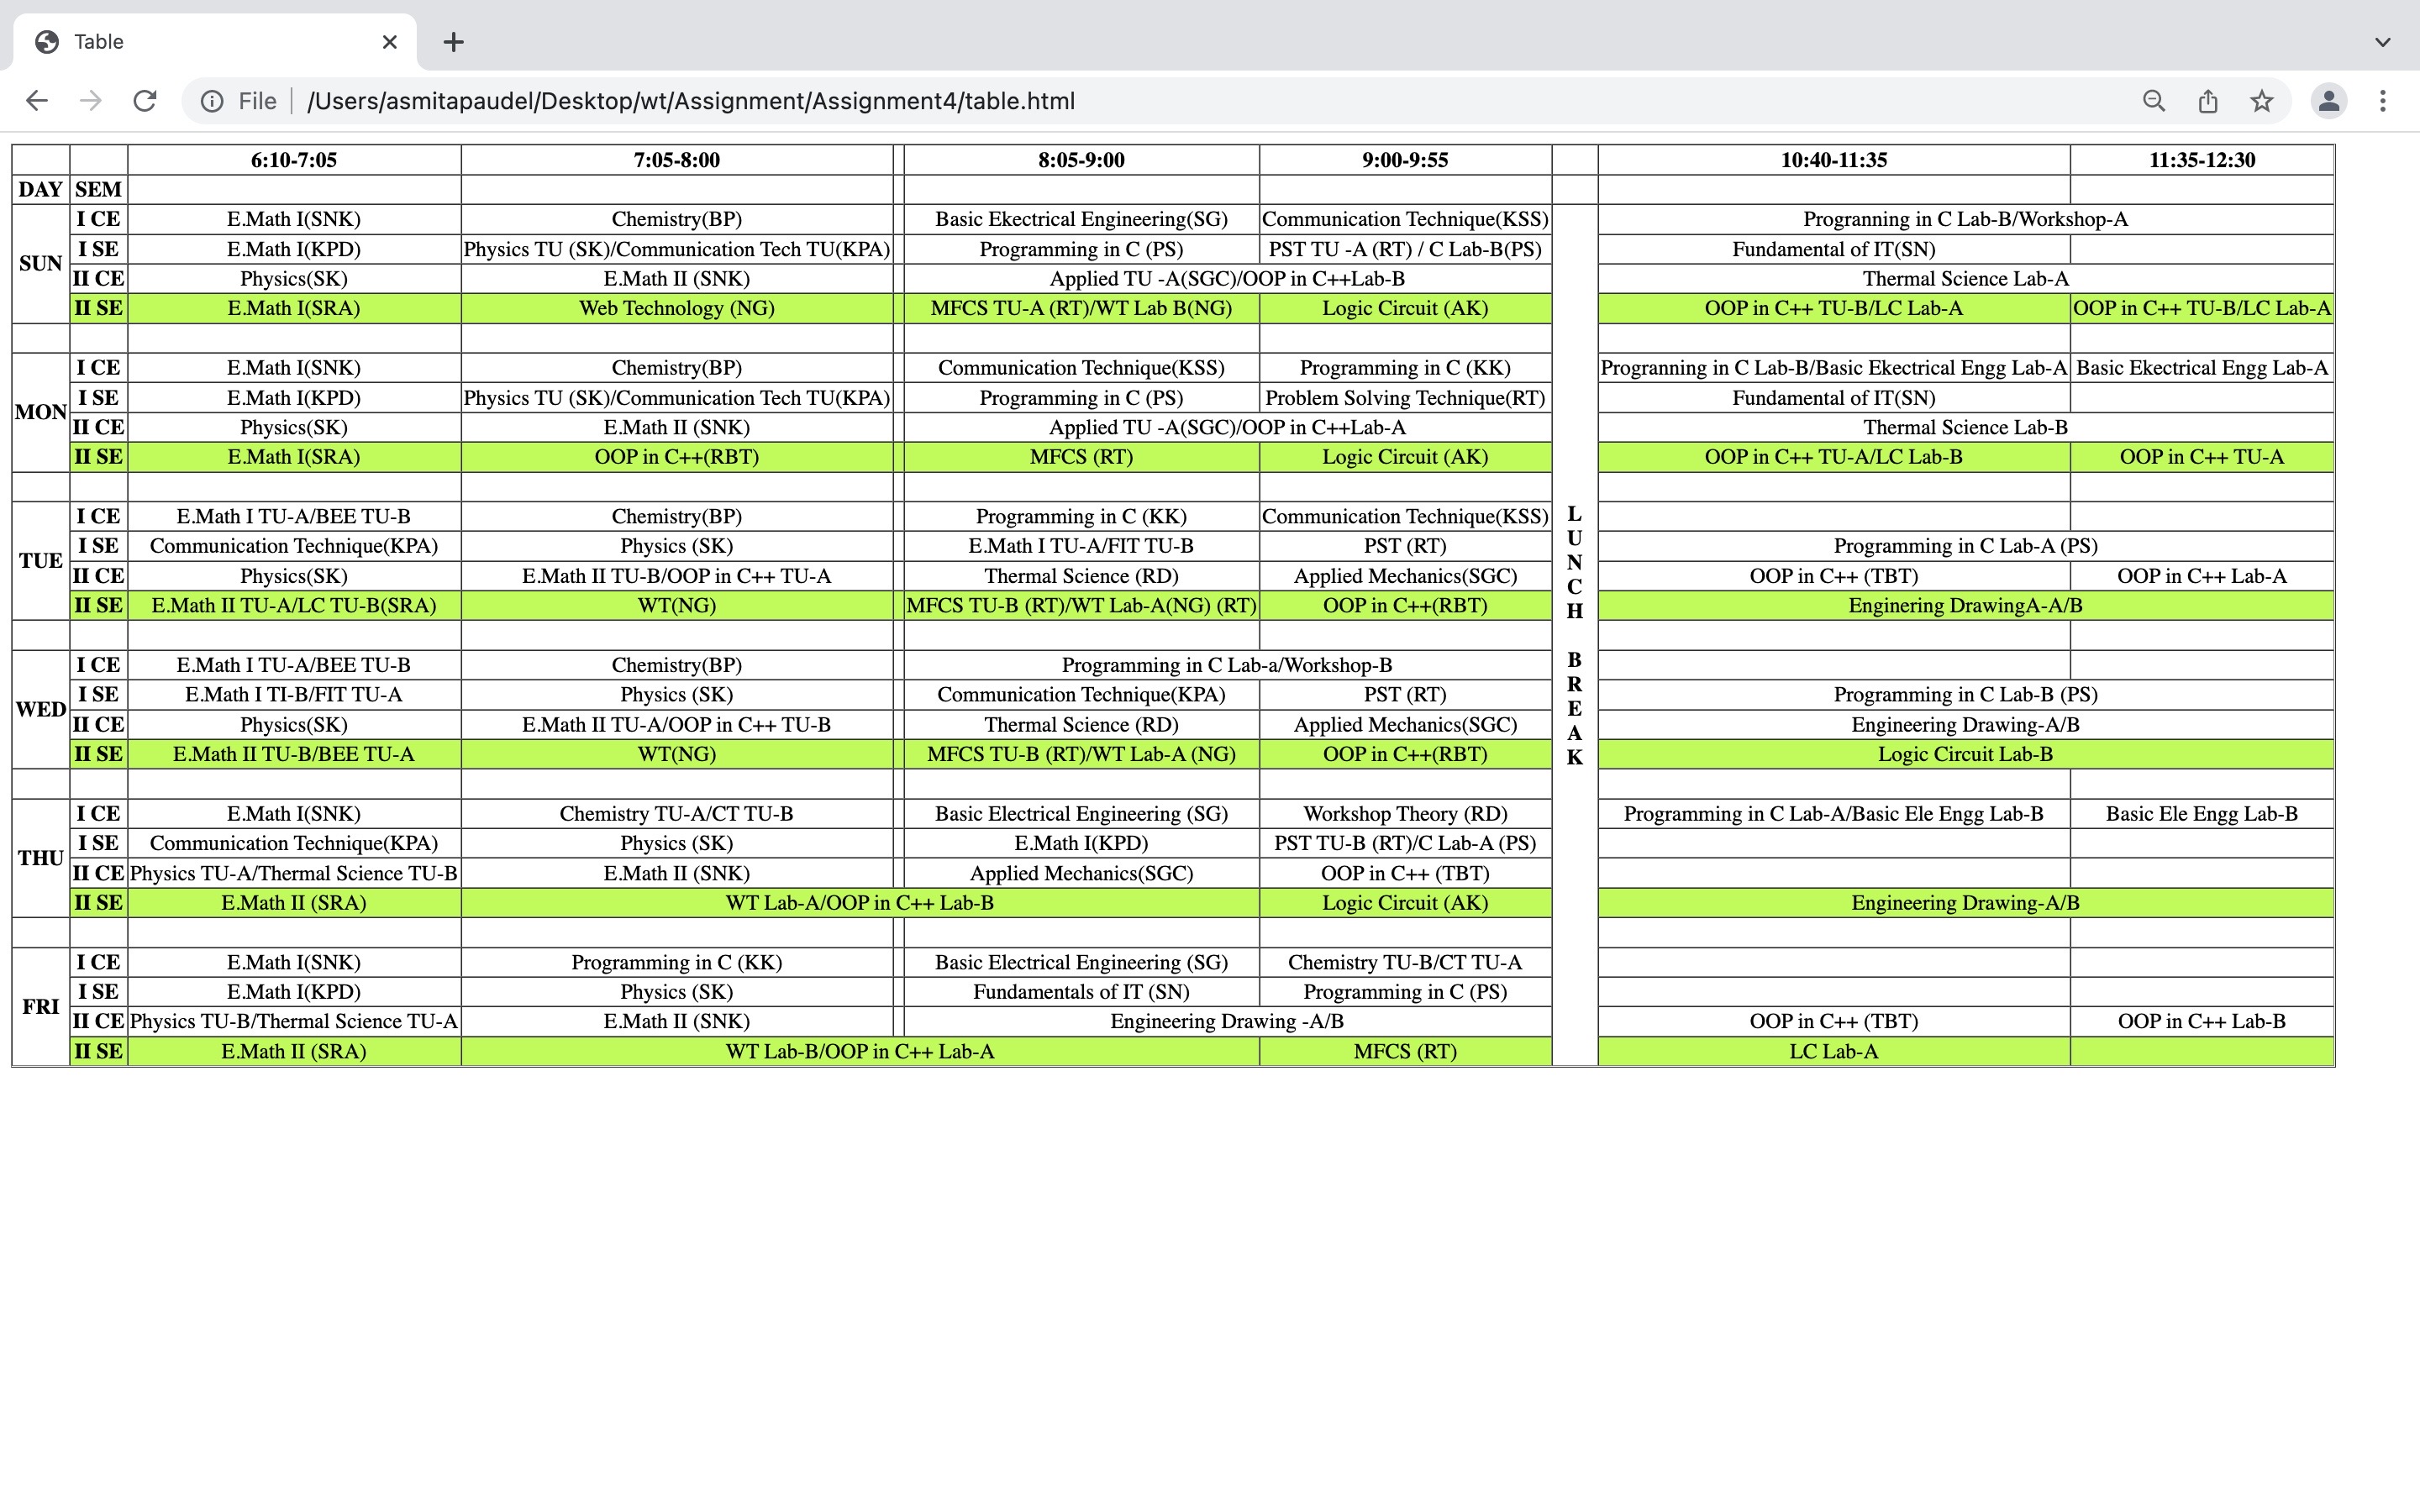 Table
File
/Users/asmitapaudel/Desktop/wt/Assignment/Assignment4/table.html
6:10-7:05 7:05-8:00 8:05-9:00 9:00-9:55 10:40-11:35 11:35-12:30
DAY SEM
SUN
I CE E.Math I(SNK) Chemistry(BP) Basic Ekectrical Engineering(SG) Communication Technique(KSS) Progranning in C Lab-B/Workshop-A
I SE E.Math I(KPD) Physics TU (SK)/Communication Tech TU(KPA) Programming in C (PS) PST TU -A (RT) / C Lab-B(PS) Fundamental of IT(SN)
II CE Physics(SK) E.Math II (SNK) Applied TU -A(SGC)/OOP in C++Lab-B Thermal Science Lab-A
II SE E.Math I(SRA) Web Technology (NG) MFCS TU-A (RT)/WT Lab B(NG) Logic Circuit (AK) OOP in C++ TU-B/LC Lab-A OOP in C++ TU-B/LC Lab-A
MON
I CE E.Math I(SNK) Chemistry(BP) Communication Technique(KSS) Programming in C (KK) Progranning in C Lab-B/Basic Ekectrical Engg Lab-A Basic Ekectrical Engg Lab-A
I SE E.Math I(KPD) Physics TU (SK)/Communication Tech TU(KPA) Programming in C (PS) Problem Solving Technique(RT) Fundamental of IT(SN)
II CE Physics(SK) E.Math II (SNK) Applied TU -A(SGC)/OOP in C++Lab-A Thermal Science Lab-B
II SE E.Math I(SRA) OOP in C++(RBT) MFCS (RT) Logic Circuit (AK) OOP in C++ TU-A/LC Lab-B OOP in C++ TU-A
TUE
I CE E.Math I TU-A/BEE TU-B Chemistry(BP) Programming in C (KK) Communication Technique(KSS)
I SE Communication Technique(KPA) Physics (SK) E.Math I TU-A/FIT TU-B PST (RT) Programming in C Lab-A (PS)
II CE Physics(SK) E.Math II TU-B/OOP in C++ TU-A Thermal Science (RD) Applied Mechanics(SGC) OOP in C++ (TBT) OOP in C++ Lab-A
II SE E.Math II TU-A/LC TU-B(SRA) WT(NG) MFCS TU-B (RT)/WT Lab-A(NG) (RT) OOP in C++(RBT) Enginering DrawingA-A/B
WED
I CE E.Math I TU-A/BEE TU-B Chemistry(BP) Programming in C Lab-a/Workshop-B
I SE E.Math I TI-B/FIT TU-A Physics (SK) Communication Technique(KPA) PST (RT) Programming in C Lab-B (PS)
II CE Physics(SK) E.Math II TU-A/OOP in C++ TU-B Thermal Science (RD) Applied Mechanics(SGC) Engineering Drawing-A/B
II SE E.Math II TU-B/BEE TU-A WT(NG) MFCS TU-B (RT)/WT Lab-A (NG) OOP in C++(RBT) Logic Circuit Lab-B
THU
I CE E.Math I(SNK) Chemistry TU-A/CT TU-B Basic Electrical Engineering (SG) Workshop Theory (RD) Programming in C Lab-A/Basic Ele Engg Lab-B Basic Ele Engg Lab-B
I SE Communication Technique(KPA) Physics (SK) E.Math I(KPD) PST TU-B (RT)/C Lab-A (PS)
II CE Physics TU-A/Thermal Science TU-B E.Math II (SNK) Applied Mechanics(SGC) OOP in C++ (TBT)
II SE E.Math II (SRA) WT Lab-A/OOP in C++ Lab-B Logic Circuit (AK) Engineering Drawing-A/B
FRI
I CE E.Math I(SNK) Programming in C (KK) Basic Electrical Engineering (SG) Chemistry TU-B/CT TU-A
I SE E.Math I(KPD) Physics (SK) Fundamentals of IT (SN) Programming in C (PS)
II CE Physics TU-B/Thermal Science TU-A E.Math II (SNK) Engineering Drawing -A/B OOP in C++ (TBT) OOP in C++ Lab-B
II SE E.Math II (SRA) WT Lab-B/OOP in C++ Lab-A MFCS (RT) LC Lab-A
L
U
N
C
H
B
R
E
A
K